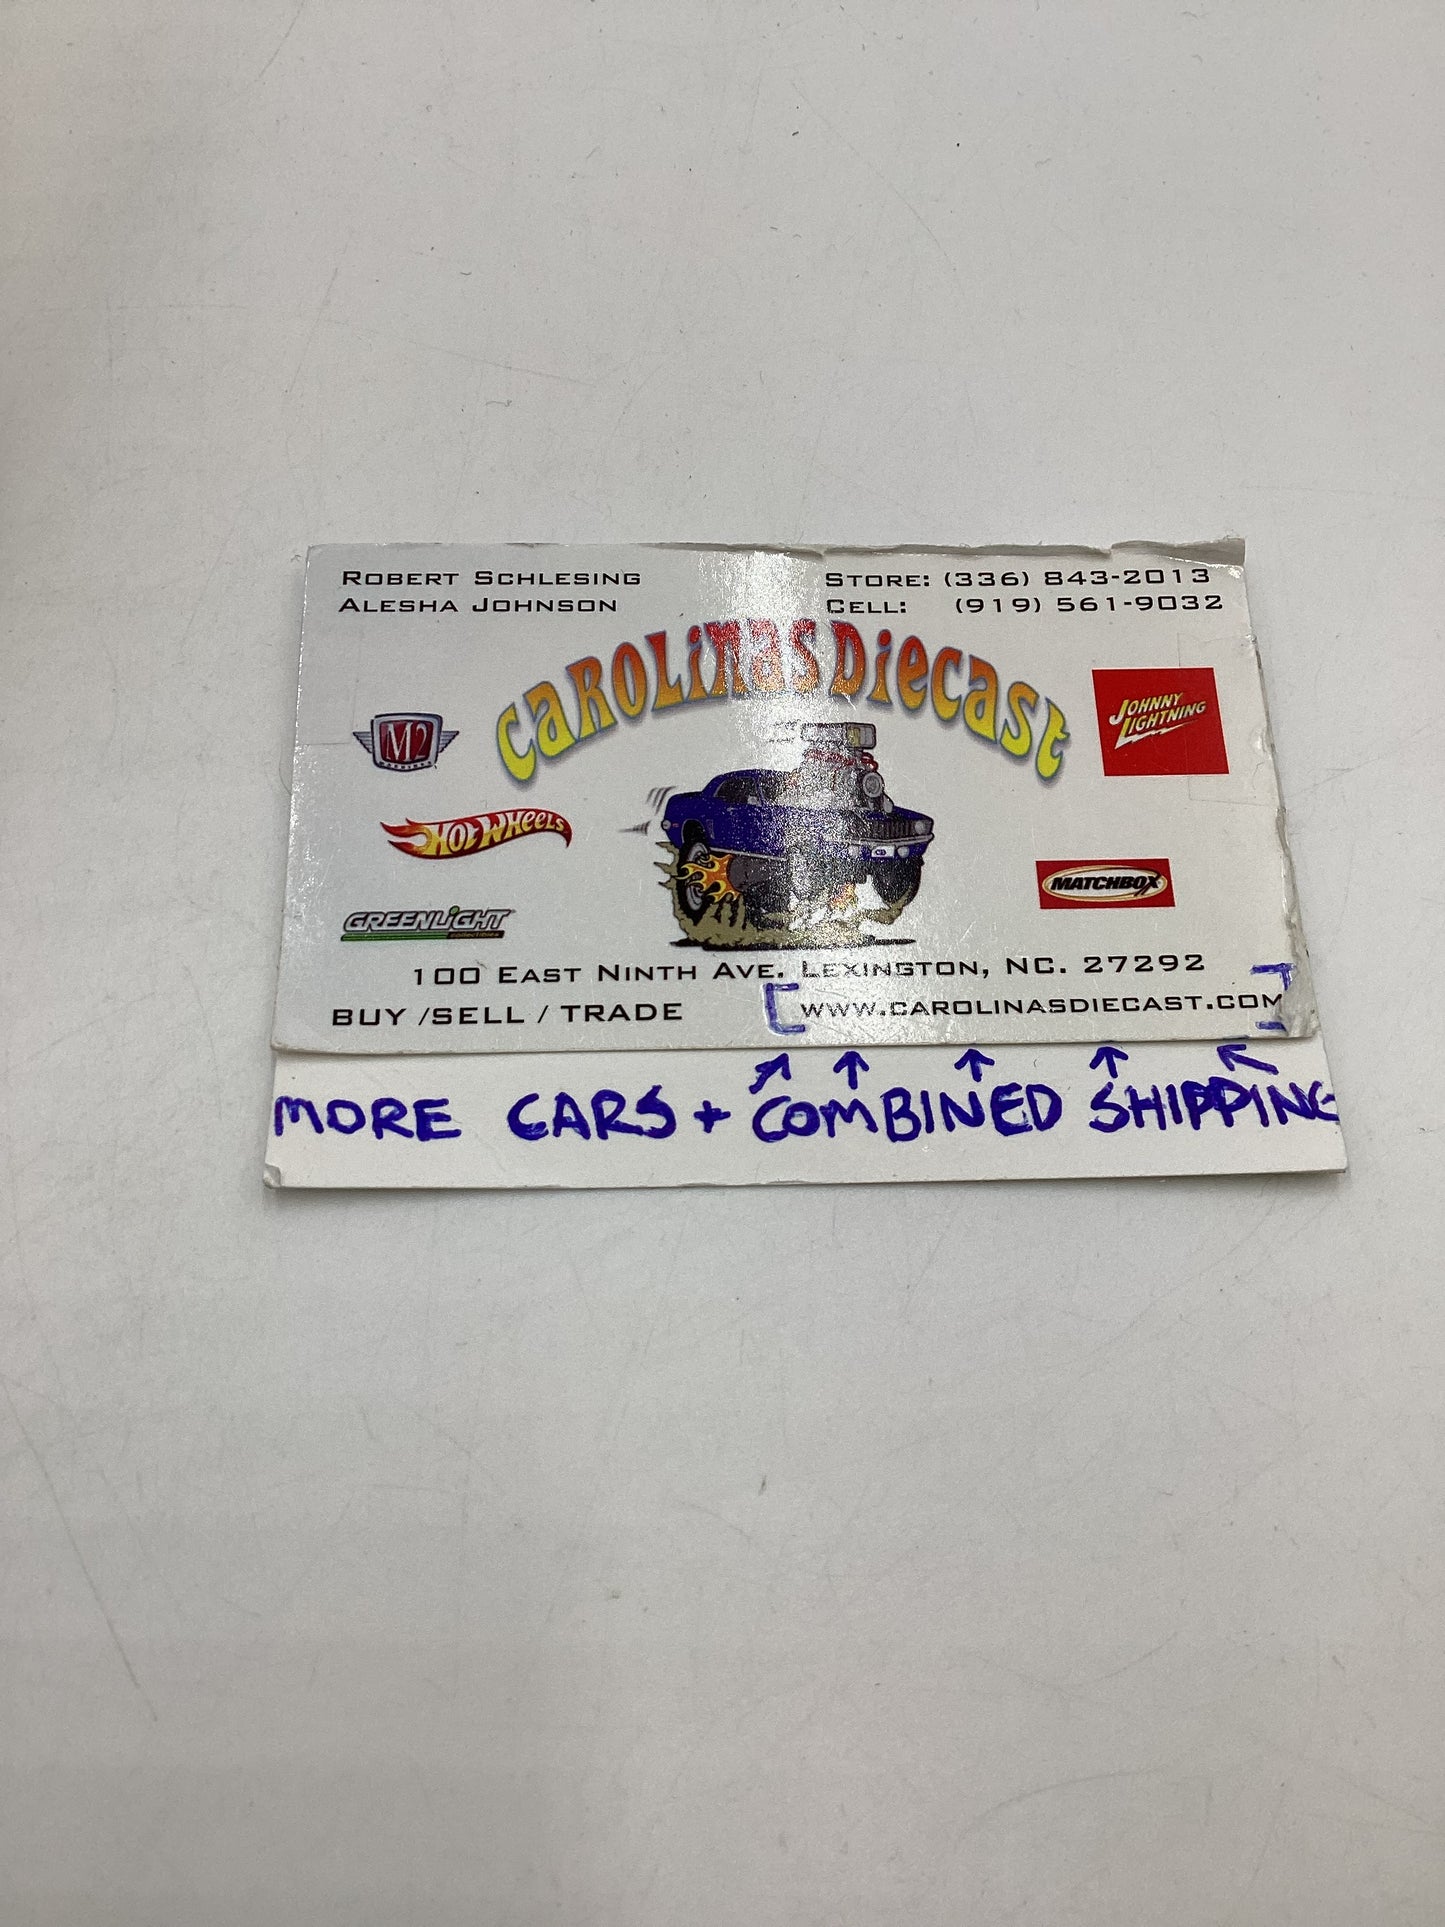 ROBERT SCHLESING
ALESHA JOHNSON
STORE: (336) 843-2013
CELL: (919) 561-9032
CAROLINAS DIECAST
M2
JOHNNY
LIGHTNING
HOT WHEELS
MATCHBOX
GREENLIGHT
collectibles
100 EAST NINTH AVE. LEXINGTON, NC. 27292
BUY /SELL / TRADE
WWW.CAROLINASDIECAST.COM
MORE CARS + COMBINED SHIPPING